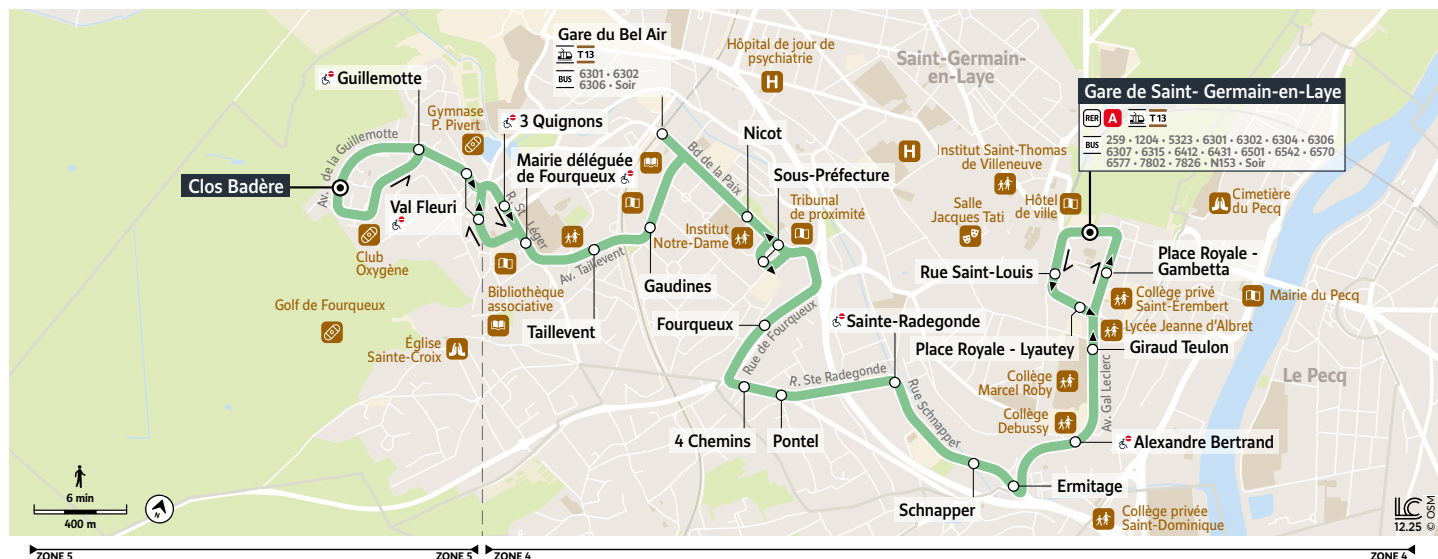 Gare du Bel Air
T13
BUS
6301 • 6302
6306 • Soir
Hôpital de jour de
psychiatrie
H
Saint-Germain-
en-Laye
Guillemotte
Gymnase
P. Pivert
3 Quignons
Gare de Saint- Germain-en-Laye
RER A T13
BUS
259 • 1204 • 5323 • 6301 • 6302 • 6304 • 6306
6307 • 6315 • 6412 • 6431 • 6501 • 6542 • 6570
6577 • 7802 • 7826 • N153 • Soir
Av. de la Guillemotte
Clos Badère
Mairie déléguée
de Fourqueux
Nicot
Bd de la Paix
Sous-Préfecture
H
Institut Saint-Thomas
de Villeneuve
Val Fleuri
R. St Léger
Tribunal
de proximité
Salle
Jacques Tati
Hôtel
de ville
Cimetière
du Pecq
Club
Oxygène
Institut
Notre-Dame
Av. Taillevent
Gaudines
Rue Saint-Louis
Place Royale -
Gambetta
Golf de Fourqueux
Bibliothèque
associative
Taillevent
Collège privé
Saint-Erembert
Mairie du Pecq
Église
Sainte-Croix
Fourqueux
Rue de Fourqueux
Sainte-Radegonde
Lycée Jeanne d'Albret
Place Royale - Lyautey
Giraud Teulon
R. Ste Radegonde
Collège
Marcel Roby
Av. Gal Leclerc
Le Pecq
Rue Schnapper
Collège
Debussy
4 Chemins
Pontel
Alexandre Bertrand
Ermitage
Schnapper
Collège privée
Saint-Dominique
6 min
400 m
N
LC
12.25 © OSM
ZONE 5
ZONE 5
ZONE 4
ZONE 4